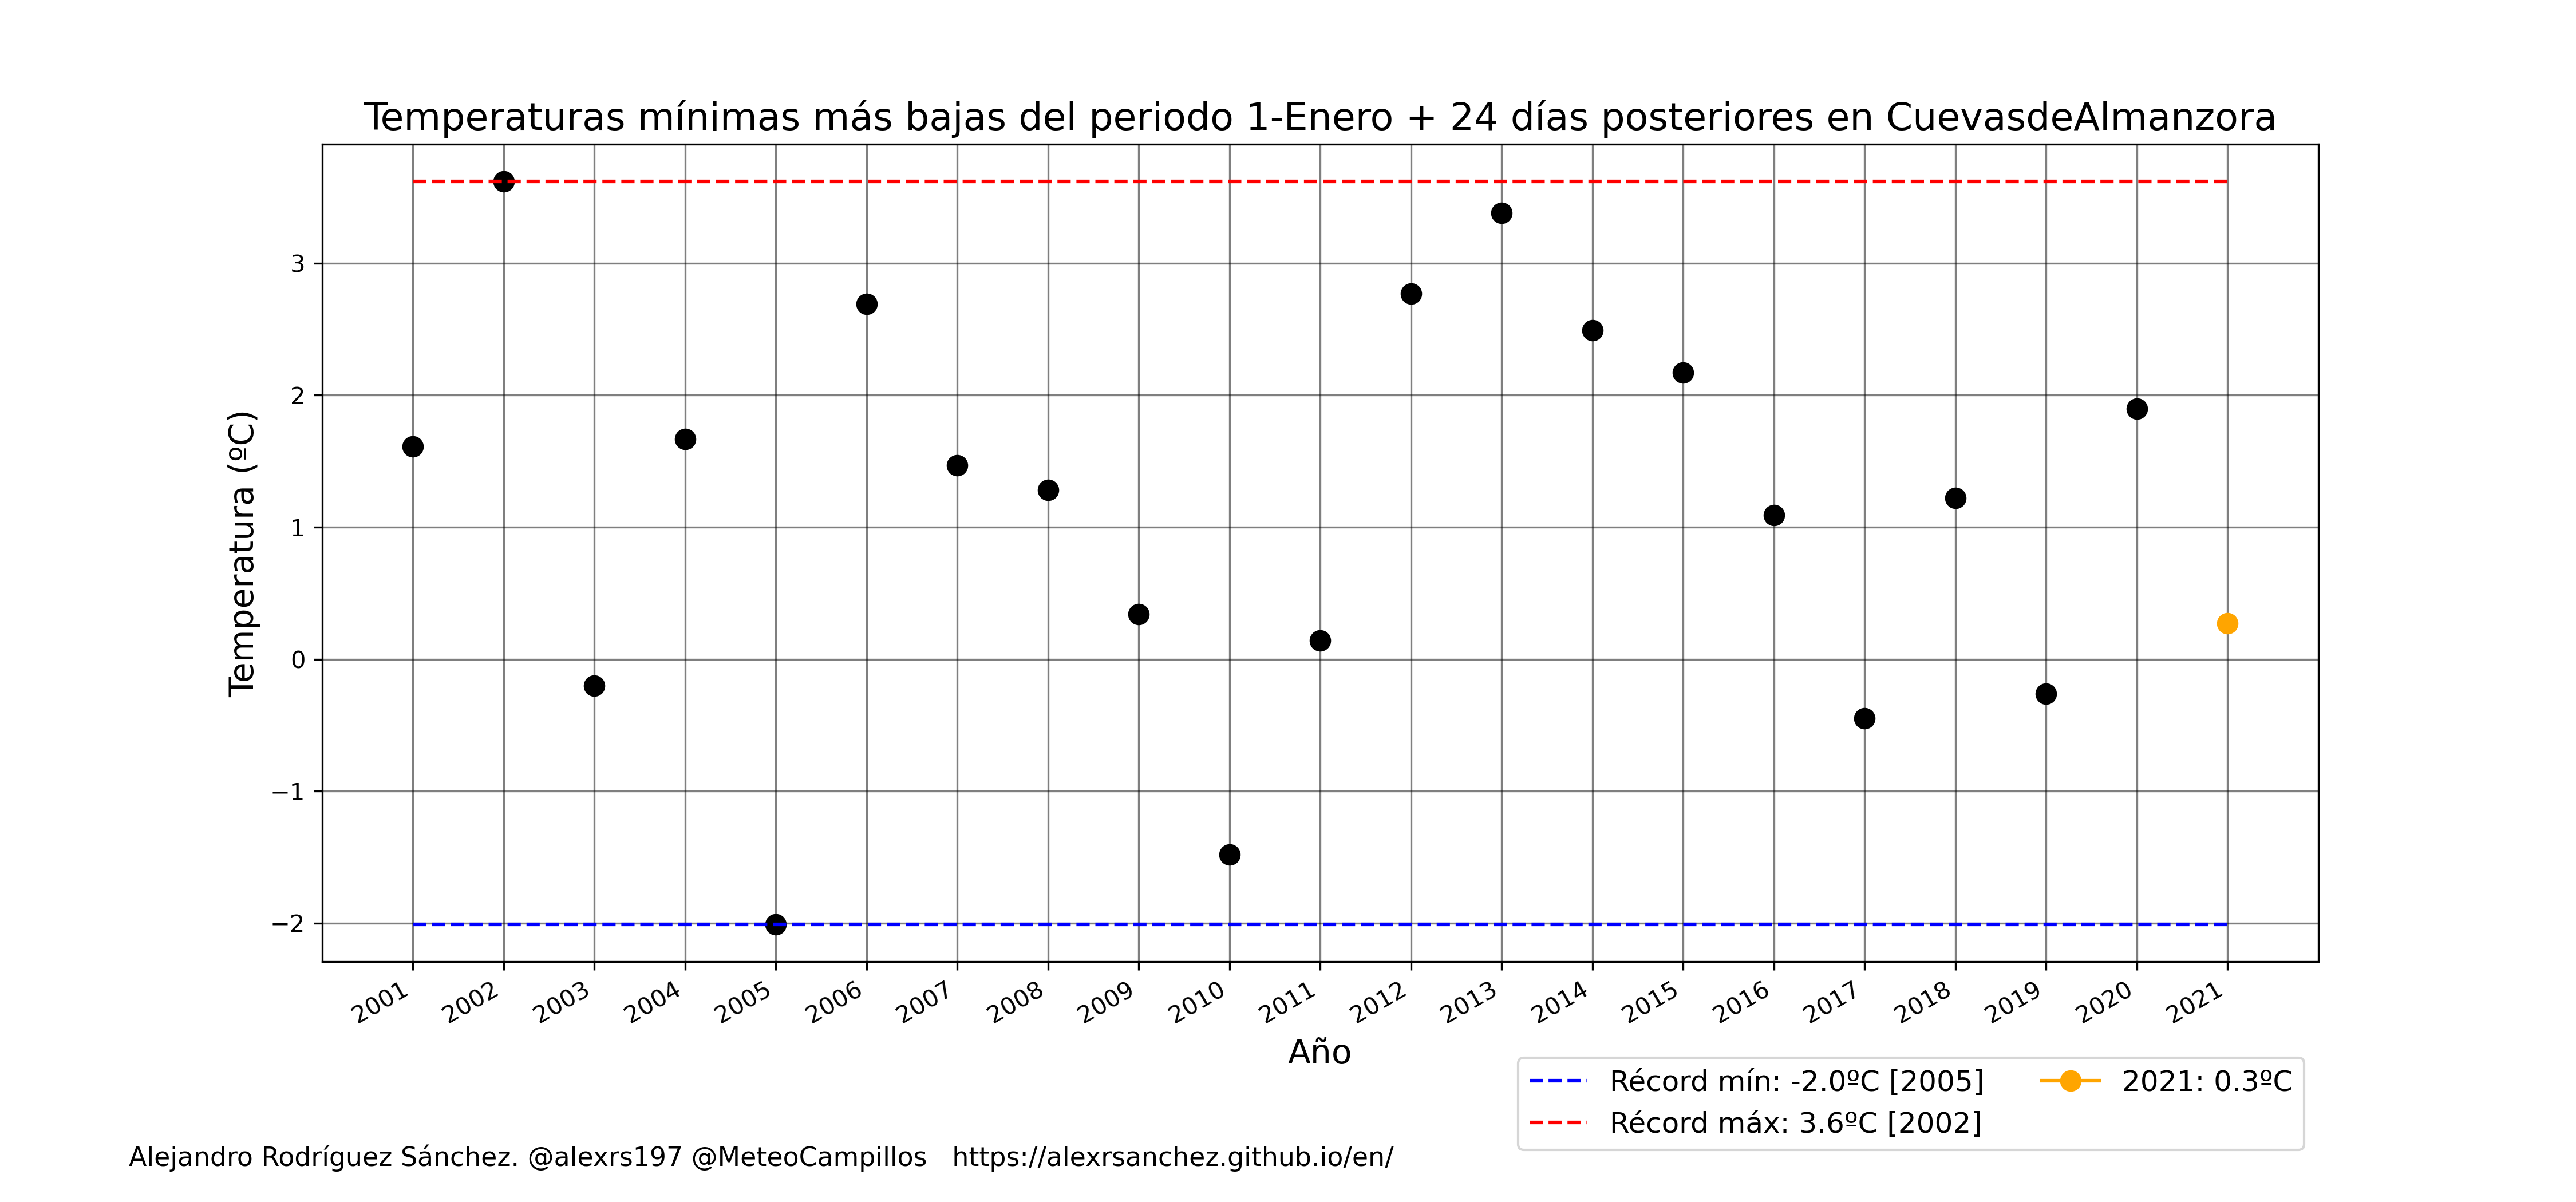 Temperaturas mínimas más bajas del periodo 1-Enero + 24 días posteriores en CuevasdeAlmanzora
Temperatura (ºC)
3
2
1
0
−1
−2
2001 2002 2003 2004 2005 2006 2007 2008 2009 2010 2011 2012 2013 2014 2015 2016 2017 2018 2019 2020 2021
Año
Récord mín: -2.0ºC [2005]
Récord máx: 3.6ºC [2002]
2021: 0.3ºC
Alejandro Rodríguez Sánchez. @alexrs197 @MeteoCampillos https://alexrsanchez.github.io/en/